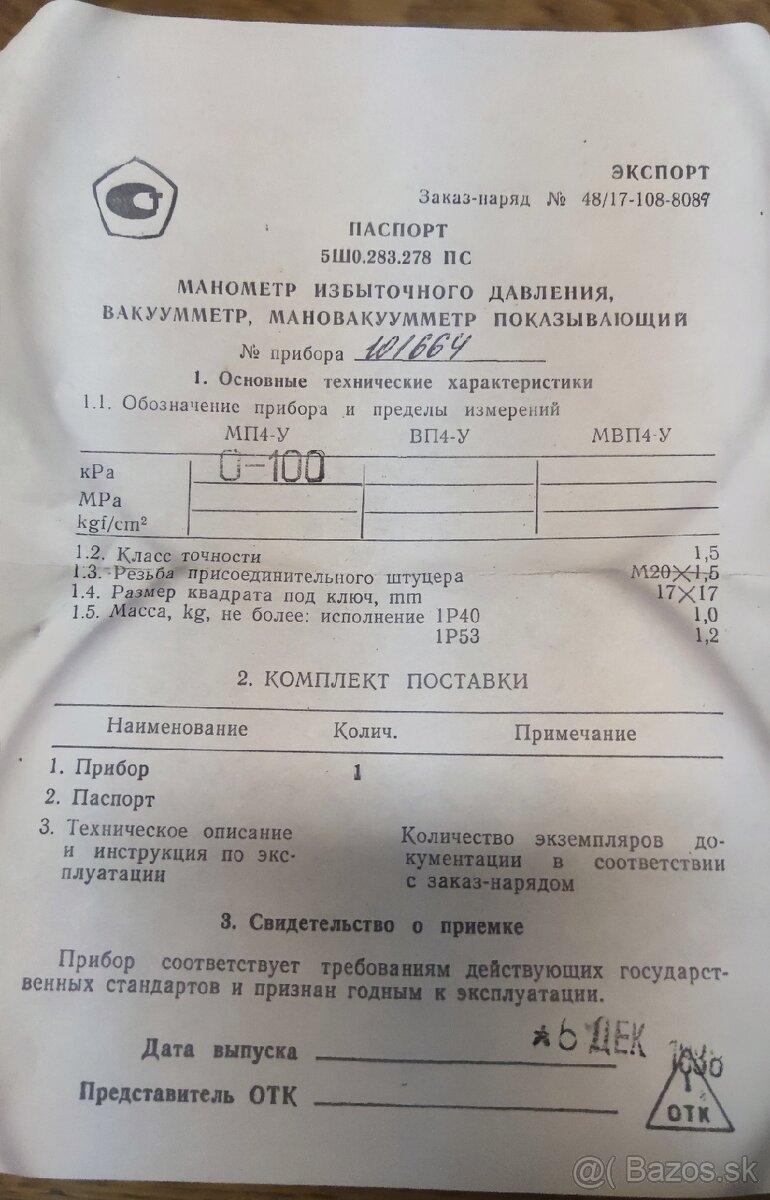 ЭКСПОРТ
Заказ-наряд № 48/17-108-8087
ПАСПОРТ
5Ш0.283.278 ПС
МАНОМЕТР ИЗБЫТОЧНОГО ДАВЛЕНИЯ,
ВАКУУММЕТР, МАНОВАКУУММЕТР ПОКАЗЫВАЮЩИЙ
№ прибора 101664
1. Основные технические характеристики
1.1. Обозначение прибора и пределы измерений
МП4-У ВП4-У МВП4-У
кРа 0-100
МРа
kgf/cm²
1.2. Класс точности 1,5
1.3. Резьба присоединительного штуцера М20×1,5
1.4. Размер квадрата под ключ, mm 17×17
1.5. Масса, kg, не более: исполнение 1Р40 1,0
1Р53 1,2
2. КОМПЛЕКТ ПОСТАВКИ
Наименование Колич. Примечание
1. Прибор 1
2. Паспорт
3. Техническое описание Количество экземпляров до-
и инструкция по экс- кументации в соответствии
плуатации с заказ-нарядом
3. Свидетельство о приемке
Прибор соответствует требованиям действующих государст-
венных стандартов и признан годным к эксплуатации.
Дата выпуска 6 ДЕК
Представитель ОТК ОТК
@( Bazos.sk